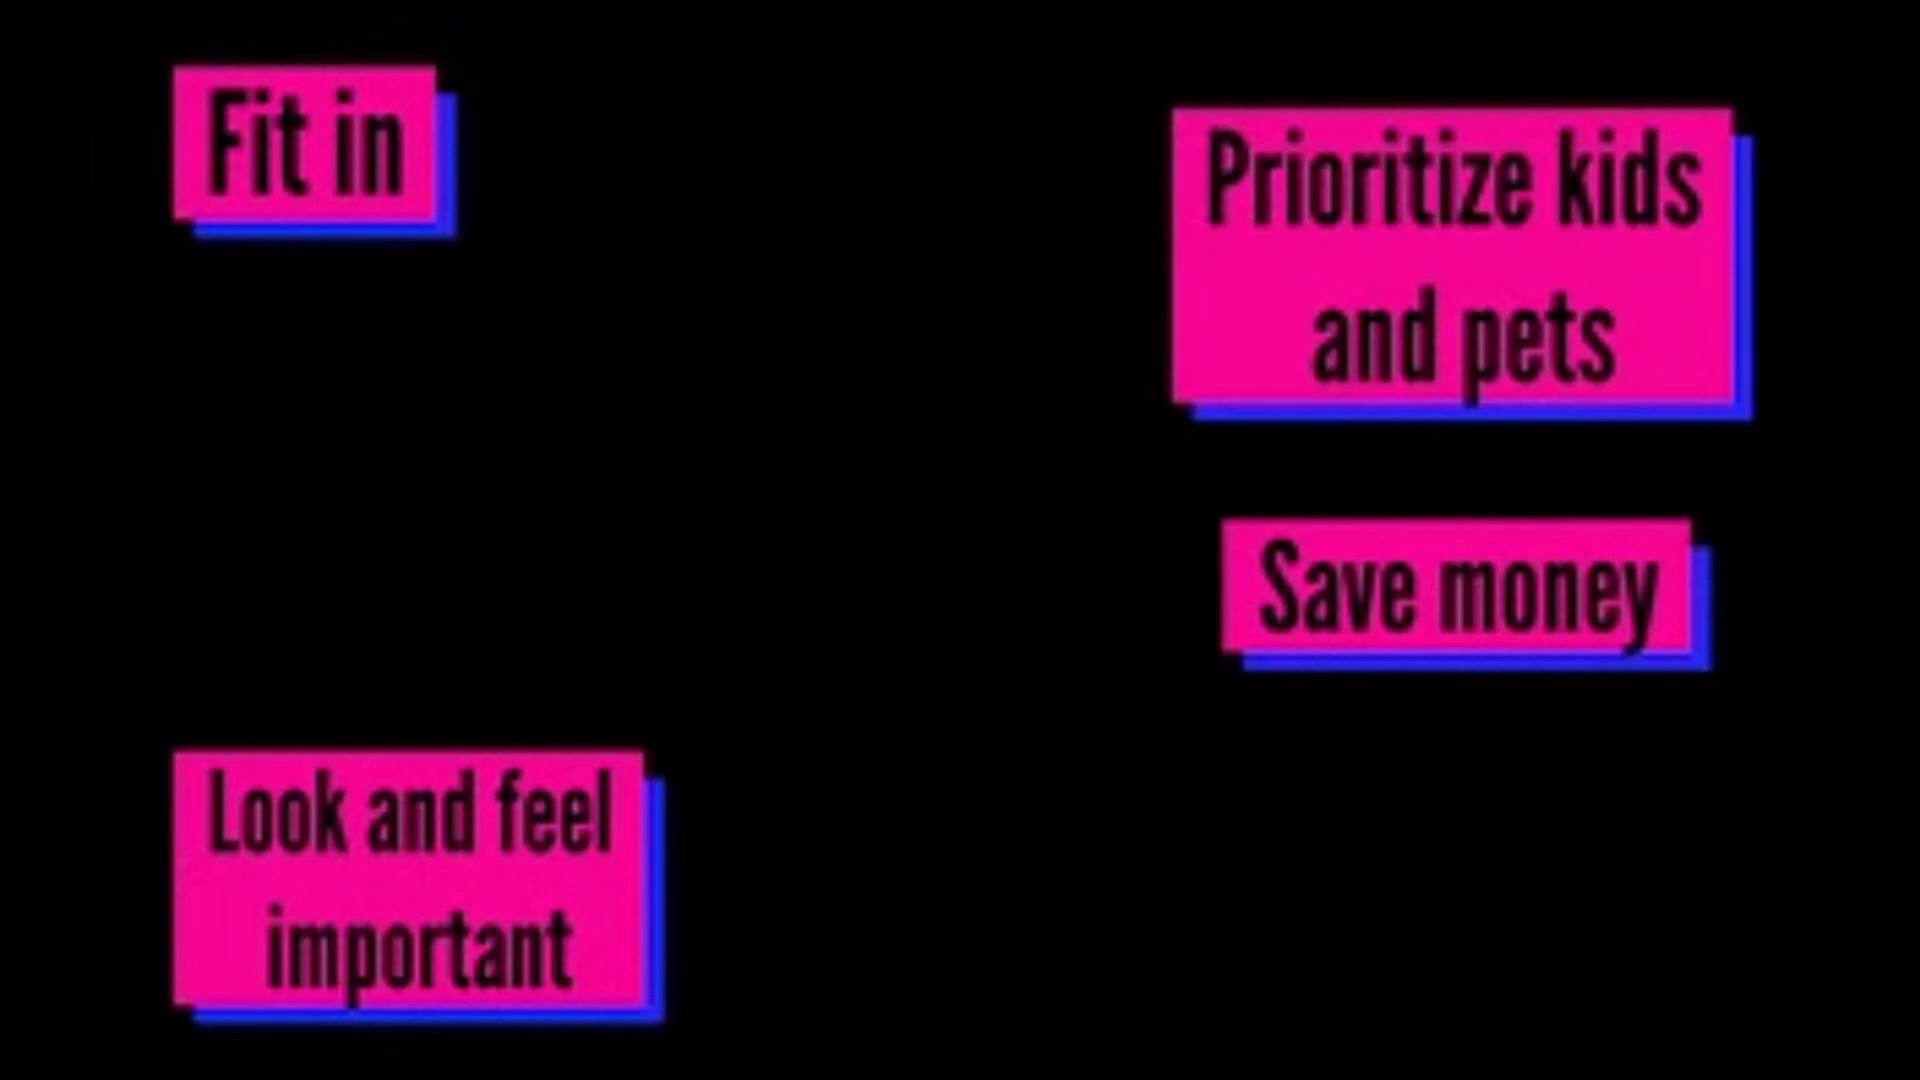 Fit in
Prioritize kids
and pets
Save money
Look and feel
important